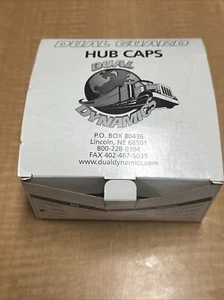 DUAL GUARD
HUB CAPS
DUAL
DYNAMICS
P.O. BOX 80436
Lincoln, NE 68501
800-228-0394
FAX 402-467-5035
www.dualdynamics.com